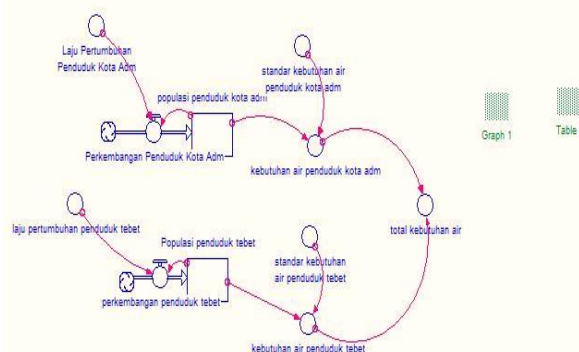 Laju Pertumbuhan
Penduduk Kota Adm
standar kebutuhan air
penduduk kota adm
populasi penduduk kota adm
Graph 1
Table
Perkembangan Penduduk Kota Adm
kebutuhan air penduduk kota adm
laju pertumbuhan penduduk tebet
total kebutuhan air
Populasi penduduk tebet
standar kebutuhan
air penduduk tebet
perkembangan penduduk tebet
kebutuhan air penduduk tebet